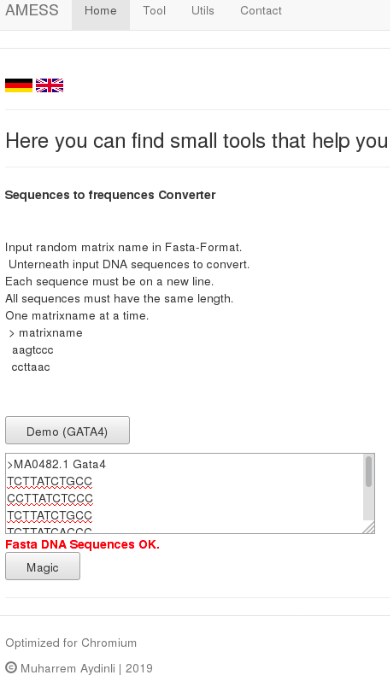 AMESS Home Tool Utils Contact
Here you can find small tools that help you
Sequences to frequences Converter
Input random matrix name in Fasta-Format.
Unterneath input DNA sequences to convert.
Each sequence must be on a new line.
All sequences must have the same length.
One matrixname at a time.
> matrixname
aagtccc
ccttaac
Demo (GATA4)
>MA0482.1 Gata4
TCTTATCTGCC
CCTTATCTCCC
TCTTATCTGCC
TCTTATCACCC
Fasta DNA Sequences OK.
Magic
Optimized for Chromium
© Muharrem Aydinli | 2019